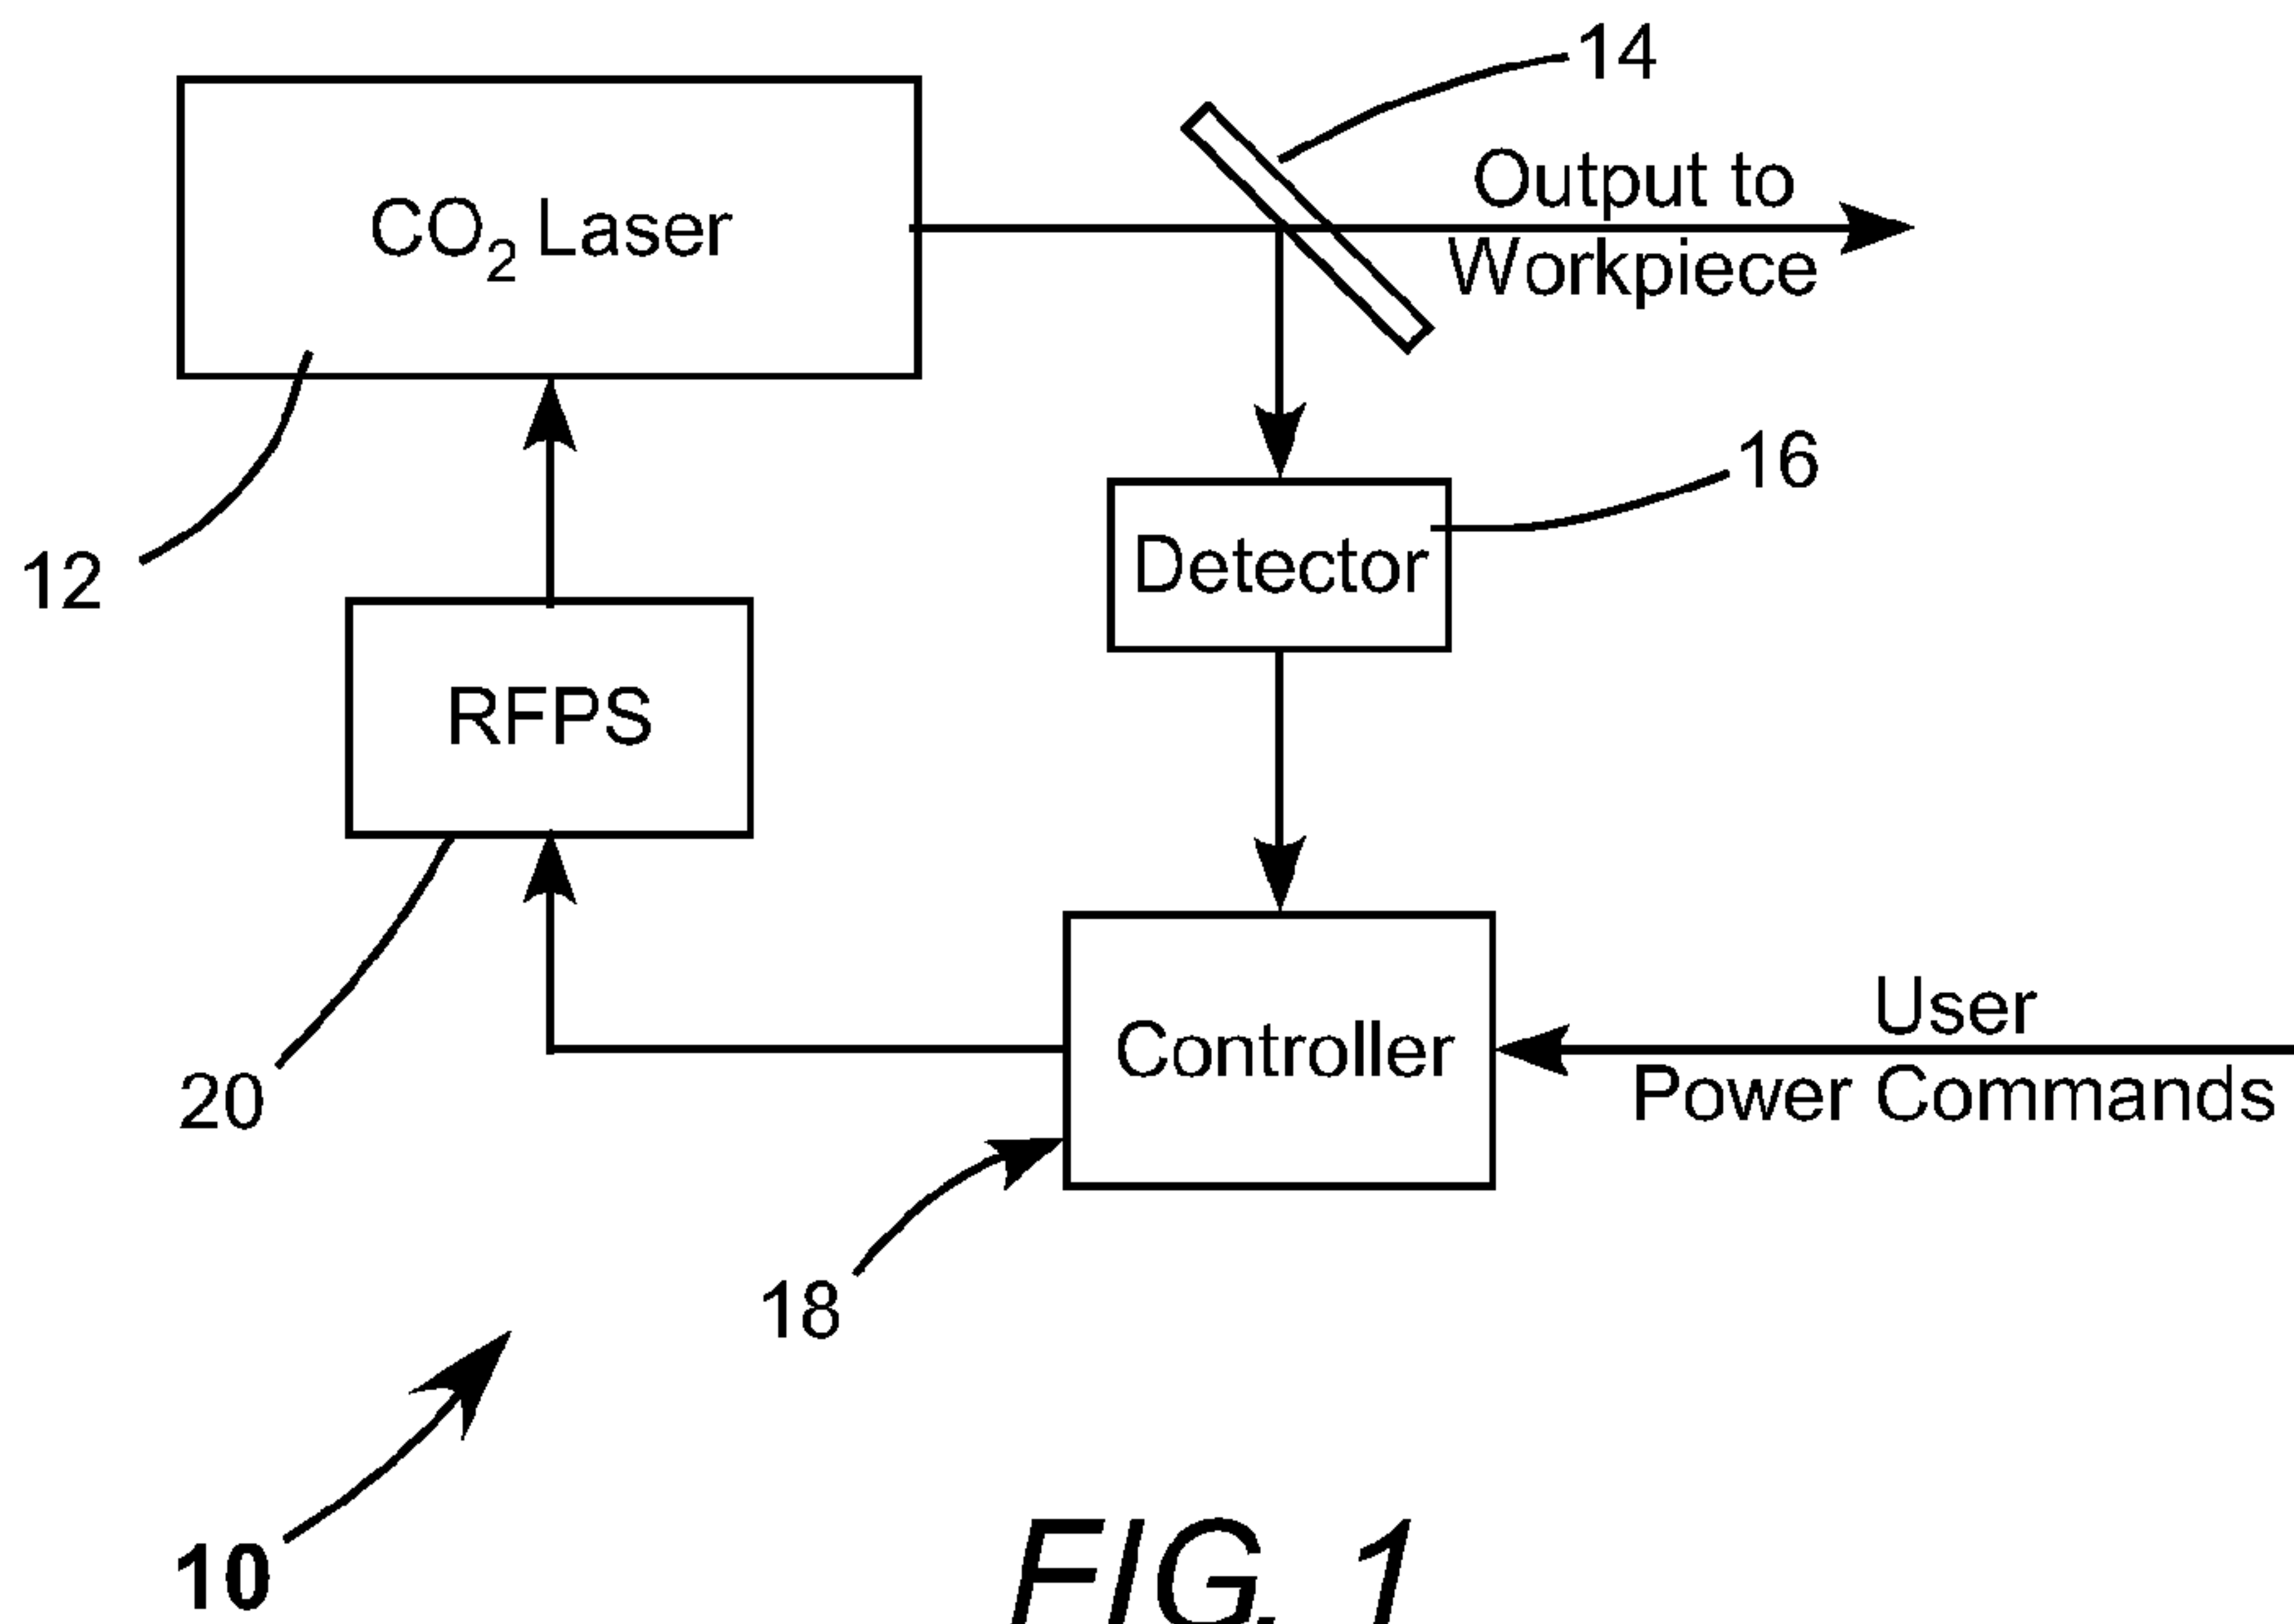 14
CO₂ Laser
Output to
Workpiece
16
Detector
12
RFPS
User
Controller
Power Commands
20
18
10
FIG. 1